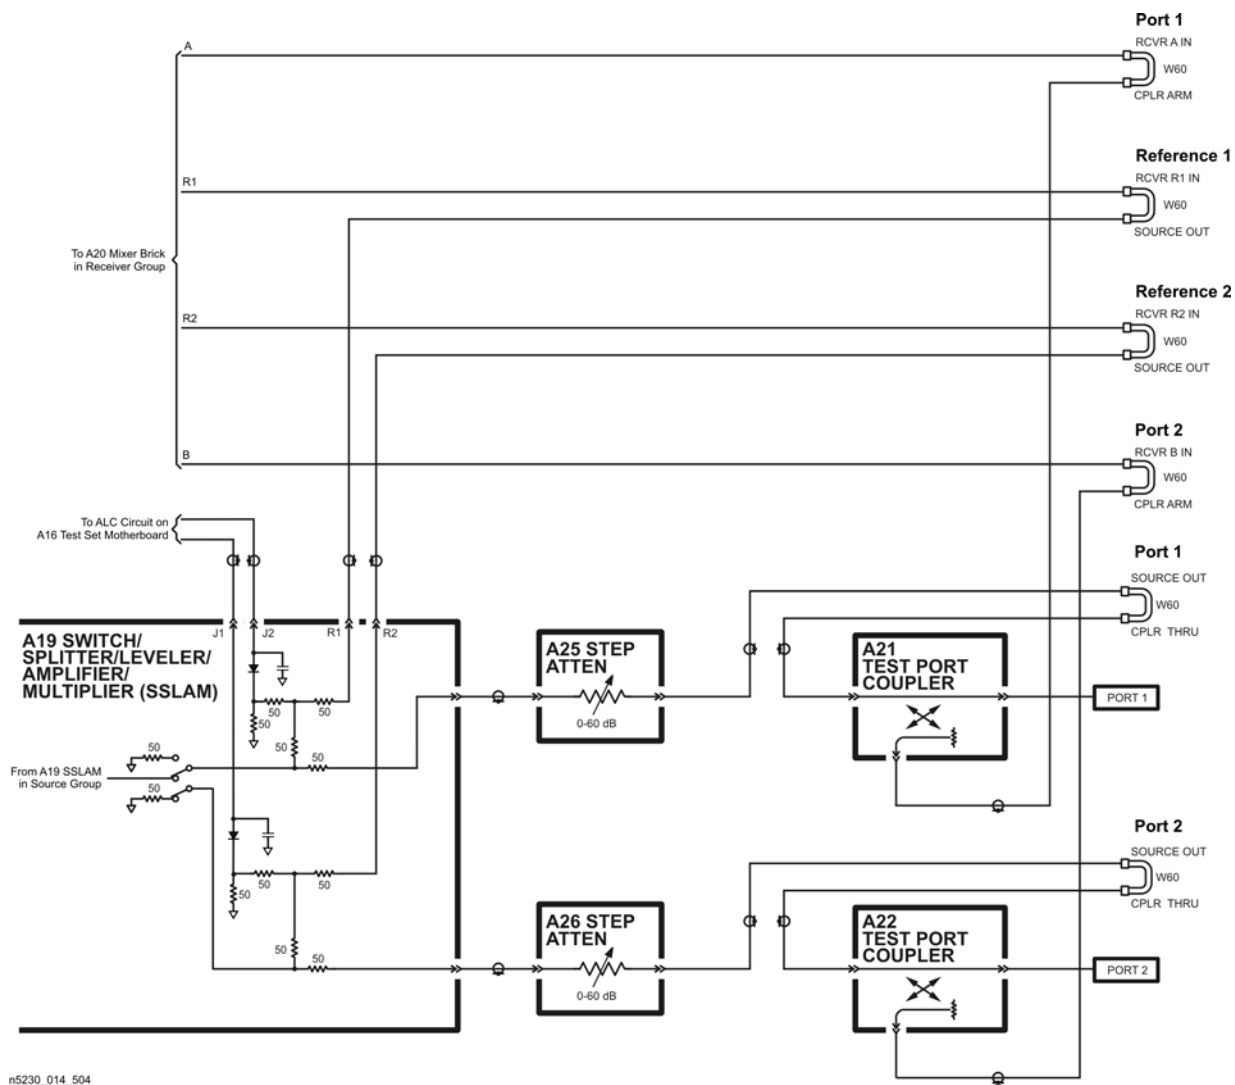 Port 1
A
RCVR A IN
W60
CPLR ARM
Reference 1
R1
RCVR R1 IN
W60
SOURCE OUT
To A20 Mixer Brick
in Receiver Group
Reference 2
R2
RCVR R2 IN
W60
SOURCE OUT
Port 2
B
RCVR B IN
W60
CPLR ARM
To ALC Circuit on
A16 Test Set Motherboard
Port 1
SOURCE OUT
W60
CPLR THRU
J1
J2
R1
R2
A19 SWITCH/
SPLITTER/LEVELER/
AMPLIFIER/
MULTIPLIER (SSLAM)
A25 STEP
ATTEN
0-60 dB
A21
TEST PORT
COUPLER
PORT 1
50
50
50
50
50
50
50
From A19 SSLAM
in Source Group
Port 2
SOURCE OUT
W60
CPLR THRU
50
50
50
50
50
A26 STEP
ATTEN
0-60 dB
A22
TEST PORT
COUPLER
PORT 2
n5230_014_504